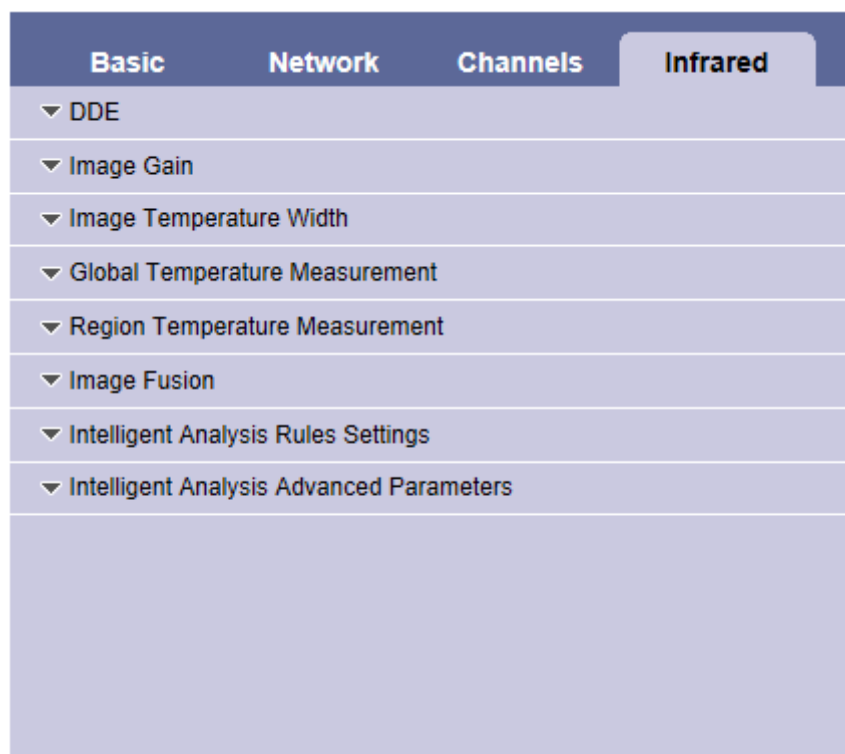 Basic Network Channels Infrared
DDE
Image Gain
Image Temperature Width
Global Temperature Measurement
Region Temperature Measurement
Image Fusion
Intelligent Analysis Rules Settings
Intelligent Analysis Advanced Parameters